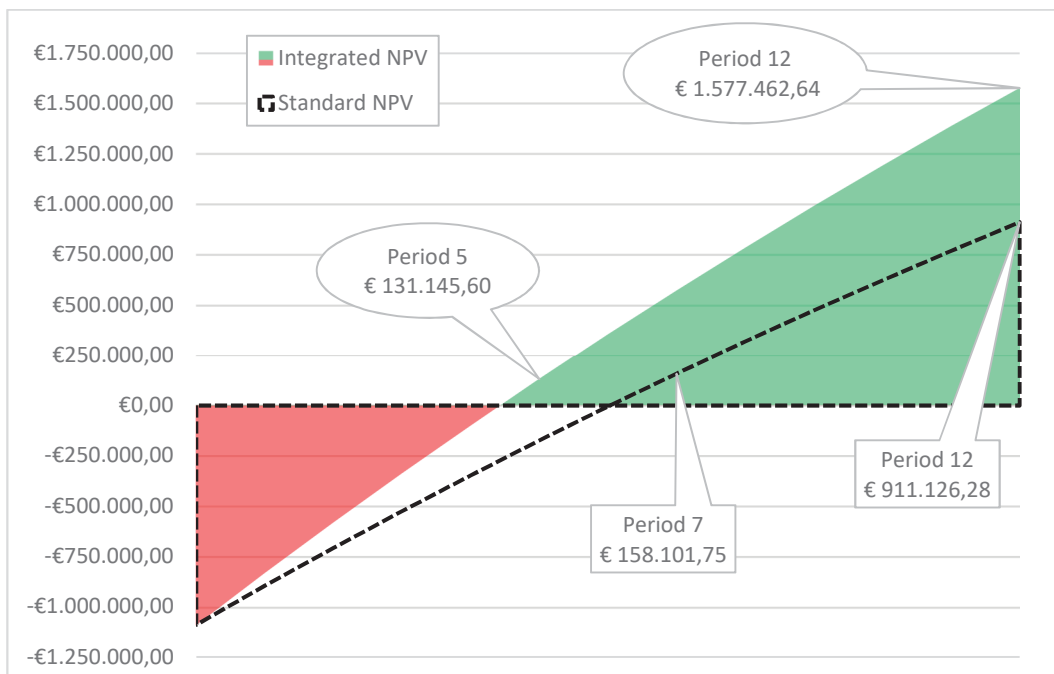 €1.750.000,00
€1.500.000,00
€1.250.000,00
€1.000.000,00
€750.000,00
€500.000,00
€250.000,00
€0,00
-€250.000,00
-€500.000,00
-€750.000,00
-€1.000.000,00
-€1.250.000,00
Integrated NPV
Standard NPV
Period 12
€ 1.577.462,64
Period 5
€ 131.145,60
Period 12
€ 911.126,28
Period 7
€ 158.101,75